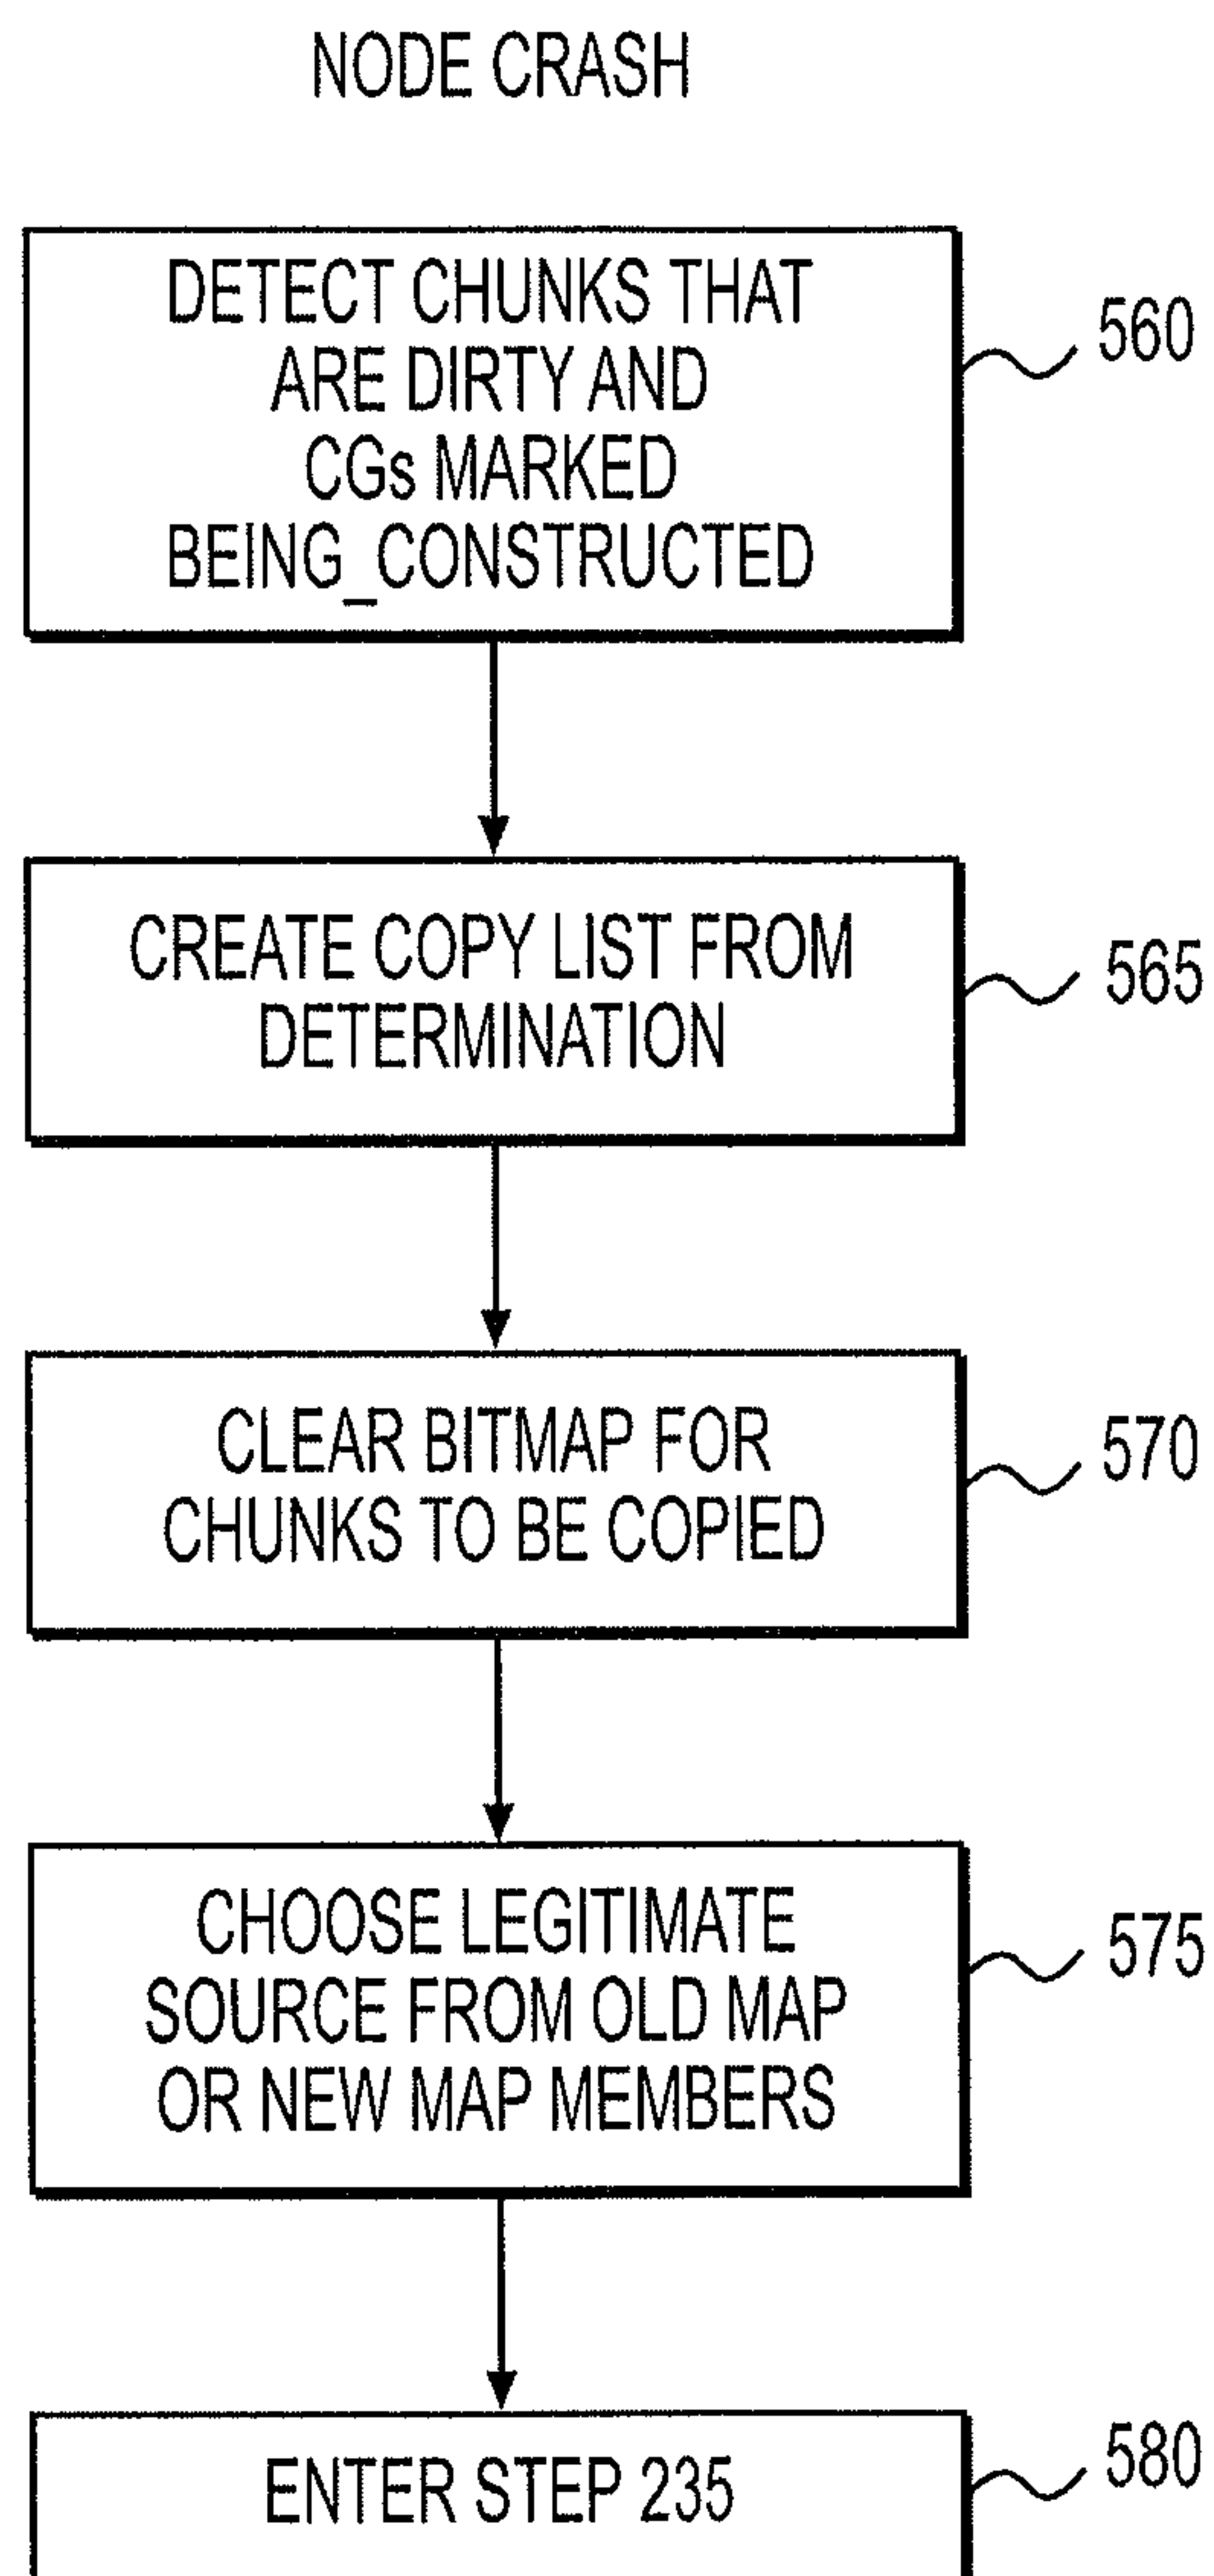 NODE CRASH
DETECT CHUNKS THAT
ARE DIRTY AND
CGs MARKED
BEING_CONSTRUCTED
560
CREATE COPY LIST FROM
DETERMINATION
565
CLEAR BITMAP FOR
CHUNKS TO BE COPIED
570
CHOOSE LEGITIMATE
SOURCE FROM OLD MAP
OR NEW MAP MEMBERS
575
ENTER STEP 235
580